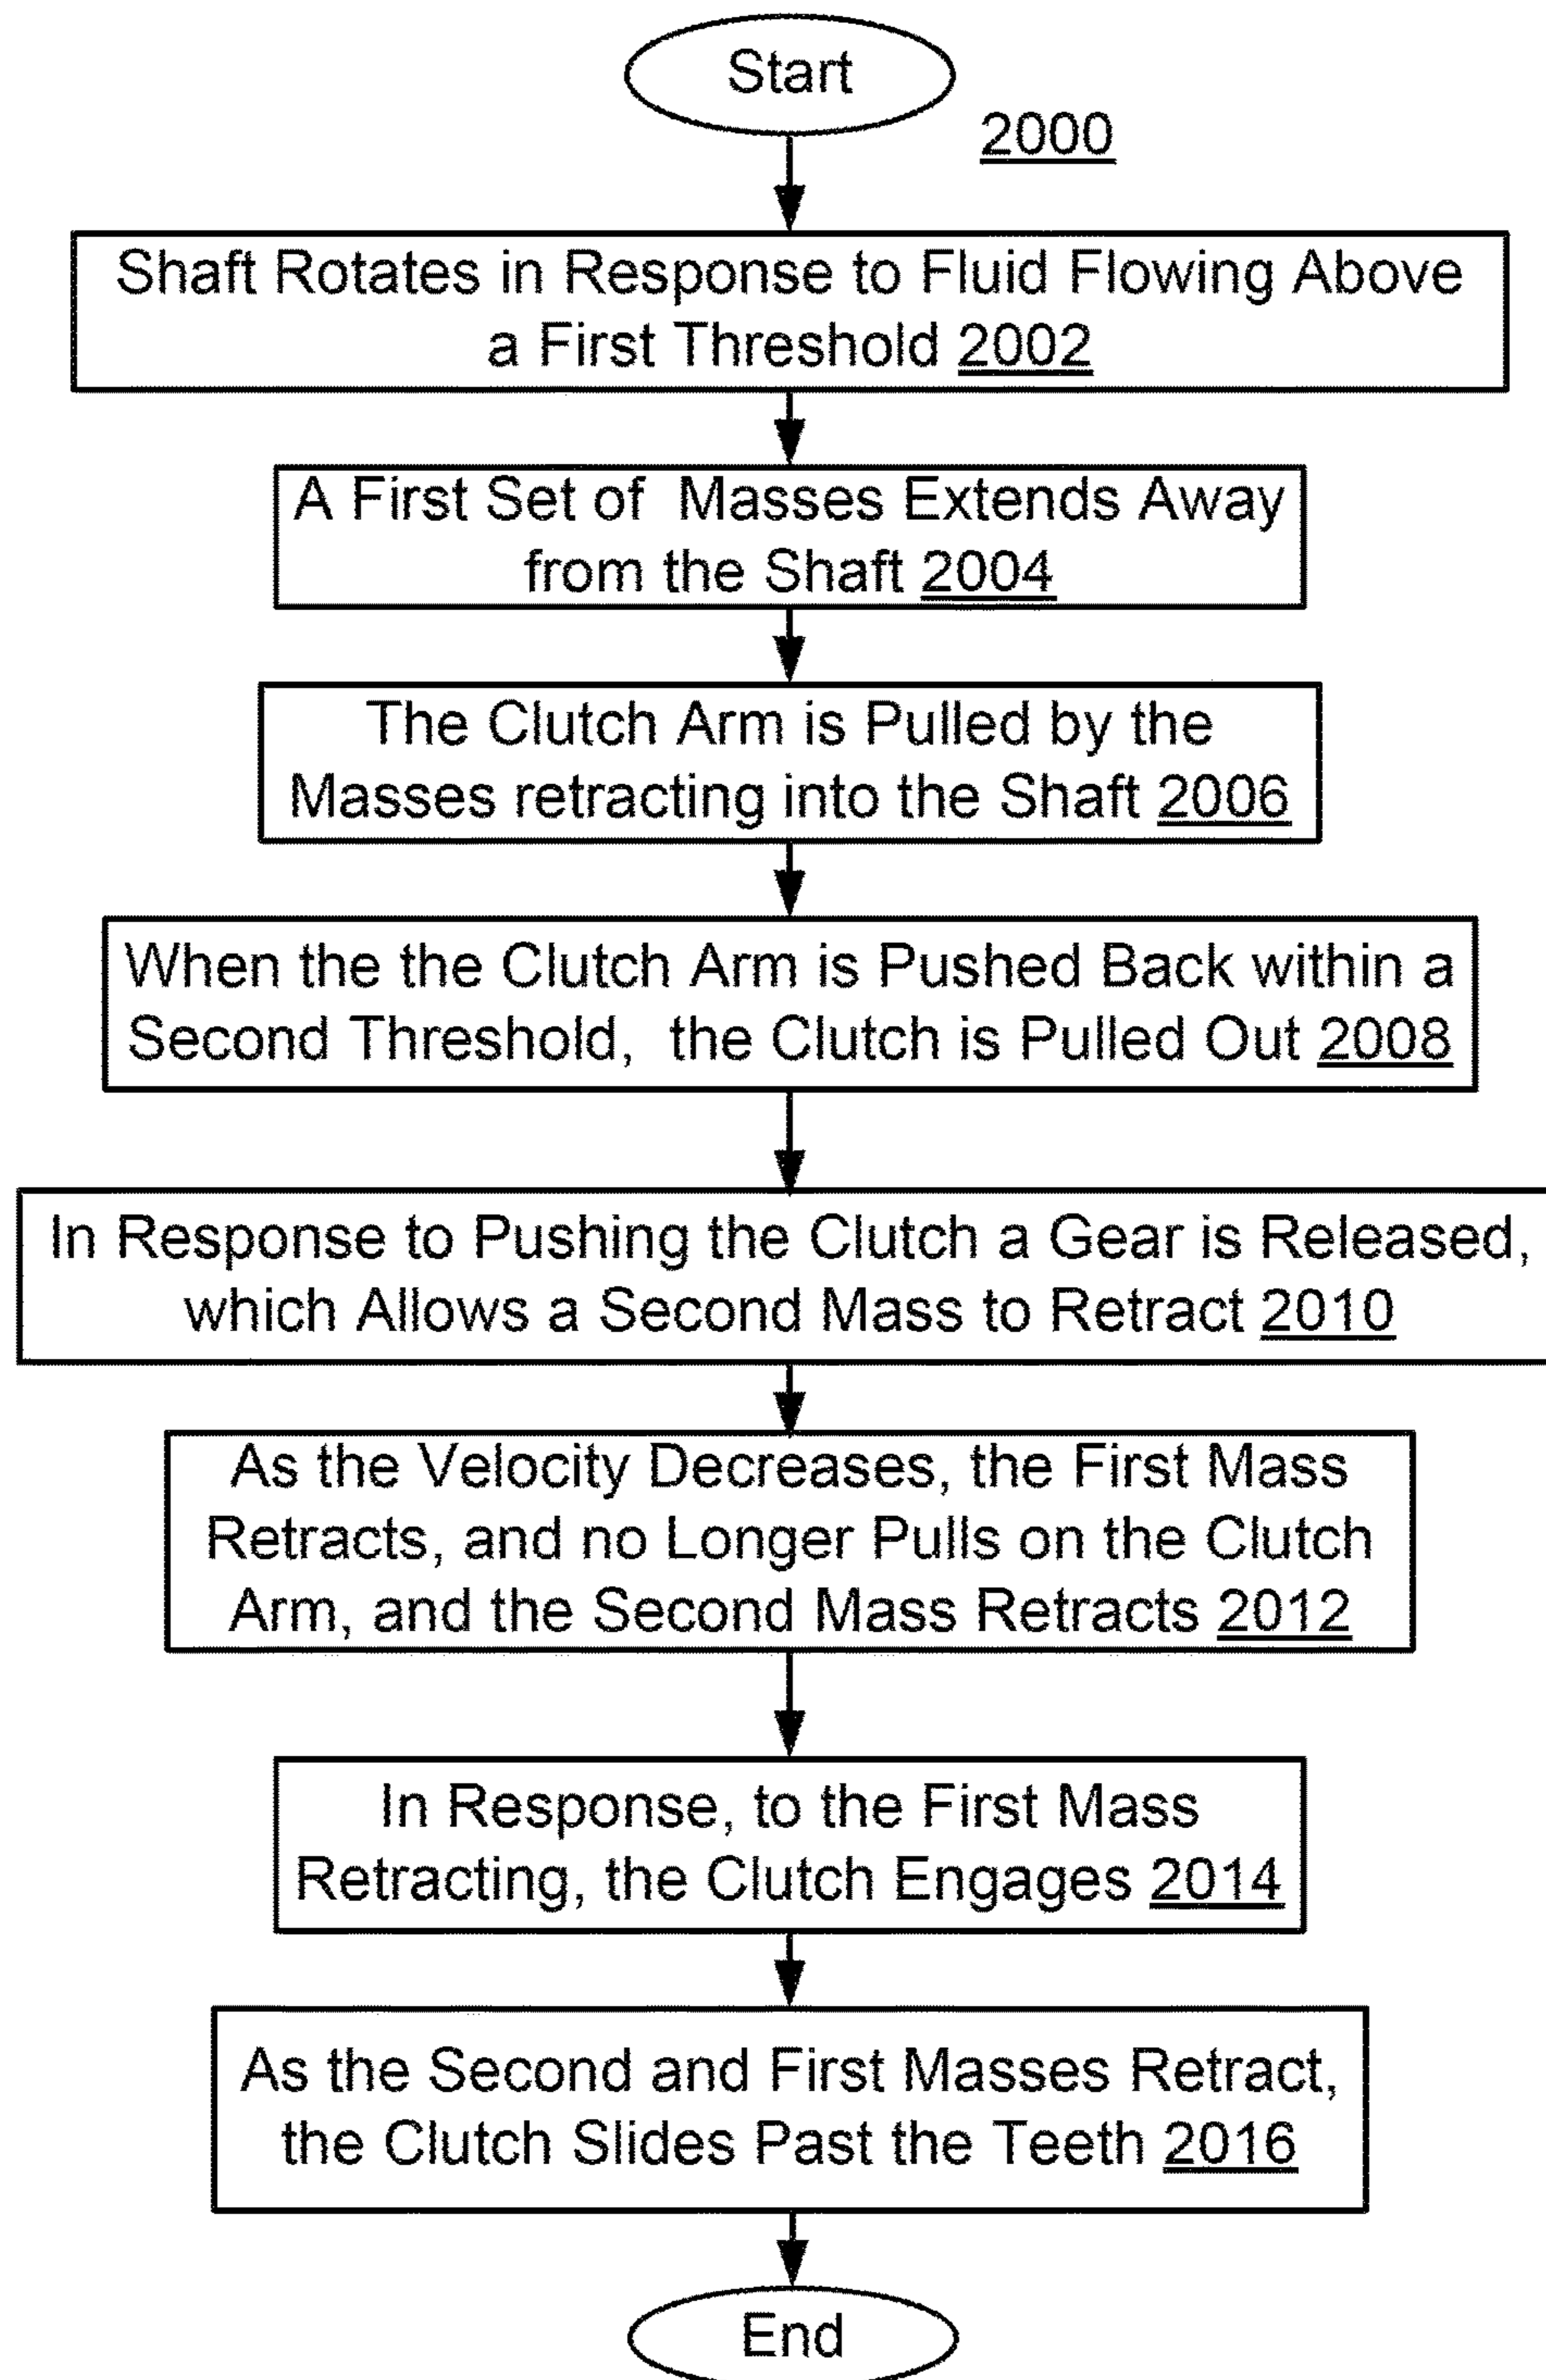 Start
2000
Shaft Rotates in Response to Fluid Flowing Above
a First Threshold 2002
A First Set of Masses Extends Away
from the Shaft 2004
The Clutch Arm is Pulled by the
Masses retracting into the Shaft 2006
When the the Clutch Arm is Pushed Back within a
Second Threshold, the Clutch is Pulled Out 2008
In Response to Pushing the Clutch a Gear is Released,
which Allows a Second Mass to Retract 2010
As the Velocity Decreases, the First Mass
Retracts, and no Longer Pulls on the Clutch
Arm, and the Second Mass Retracts 2012
In Response, to the First Mass
Retracting, the Clutch Engages 2014
As the Second and First Masses Retract,
the Clutch Slides Past the Teeth 2016
End